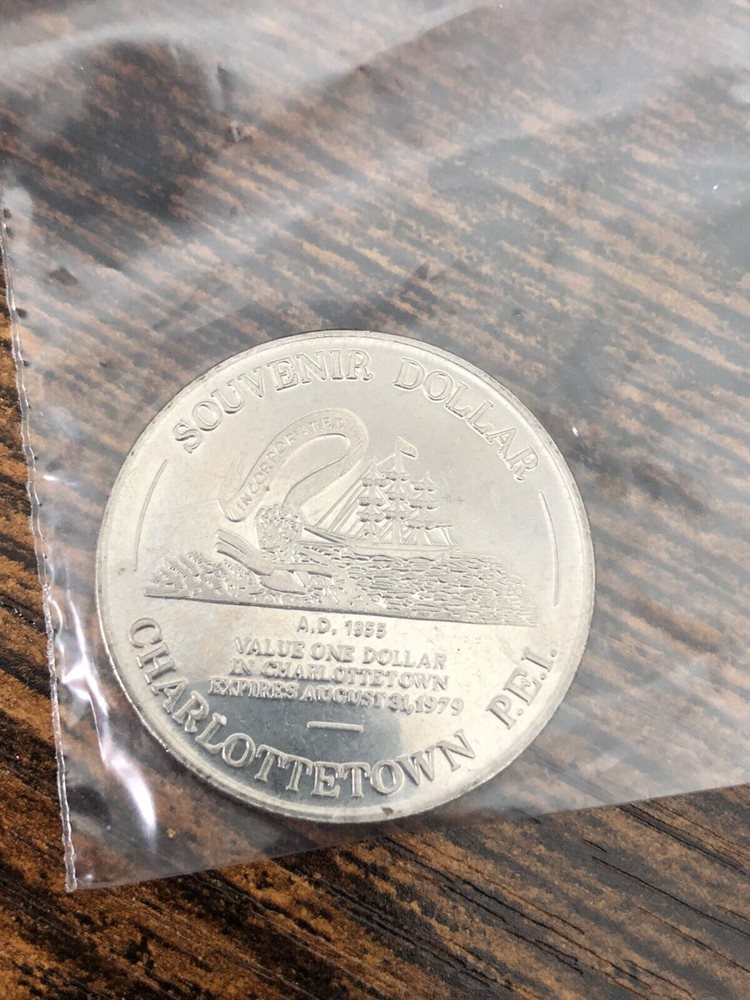 SOUVENIR DOLLAR
INCORPORATED
A.D. 1855
VALUE ONE DOLLAR
IN CHARLOTTETOWN
EXPIRES AUGUST 31, 1979
CHARLOTTETOWN P.E.I.